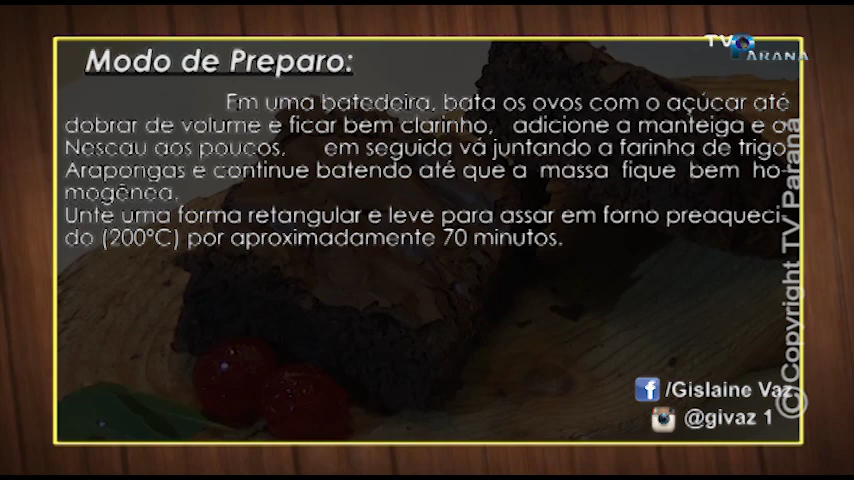 TV PARANÁ
Modo de Preparo:
Em uma batedeira, bata os ovos com o açúcar até
dobrar de volume e ficar bem clarinho, adicione a manteiga e o
Nescau aos poucos, em seguida vá juntando a farinha de trigo
Arapongas e continue batendo até que a massa fique bem ho-
mogênea.
Unte uma forma retangular e leve para assar em forno preaqueci-
do (200ºC) por aproximadamente 70 minutos.
/Gislaine Vaz
@givaz 1
© Copyright TV Paraná